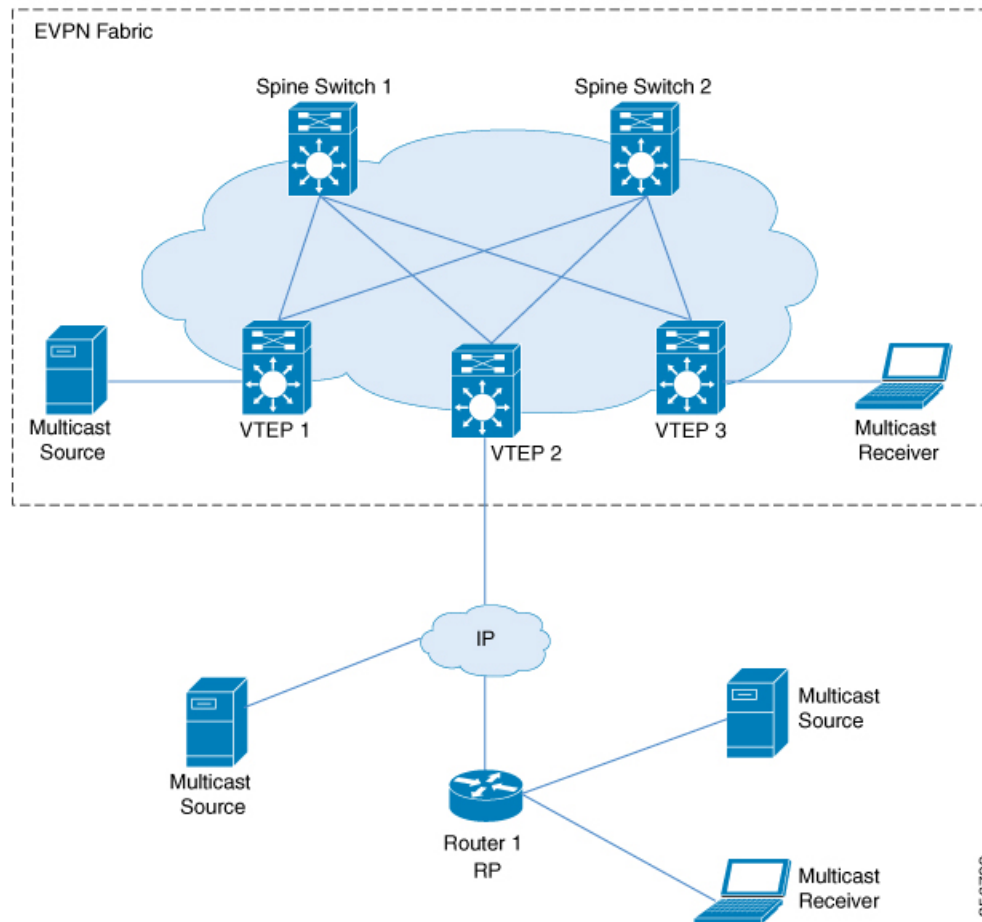 EVPN Fabric
Spine Switch 1
Spine Switch 2
Multicast
Source
VTEP 1
VTEP 2
VTEP 3
Multicast
Receiver
IP
Multicast
Source
Multicast
Source
Router 1
RP
Multicast
Receiver